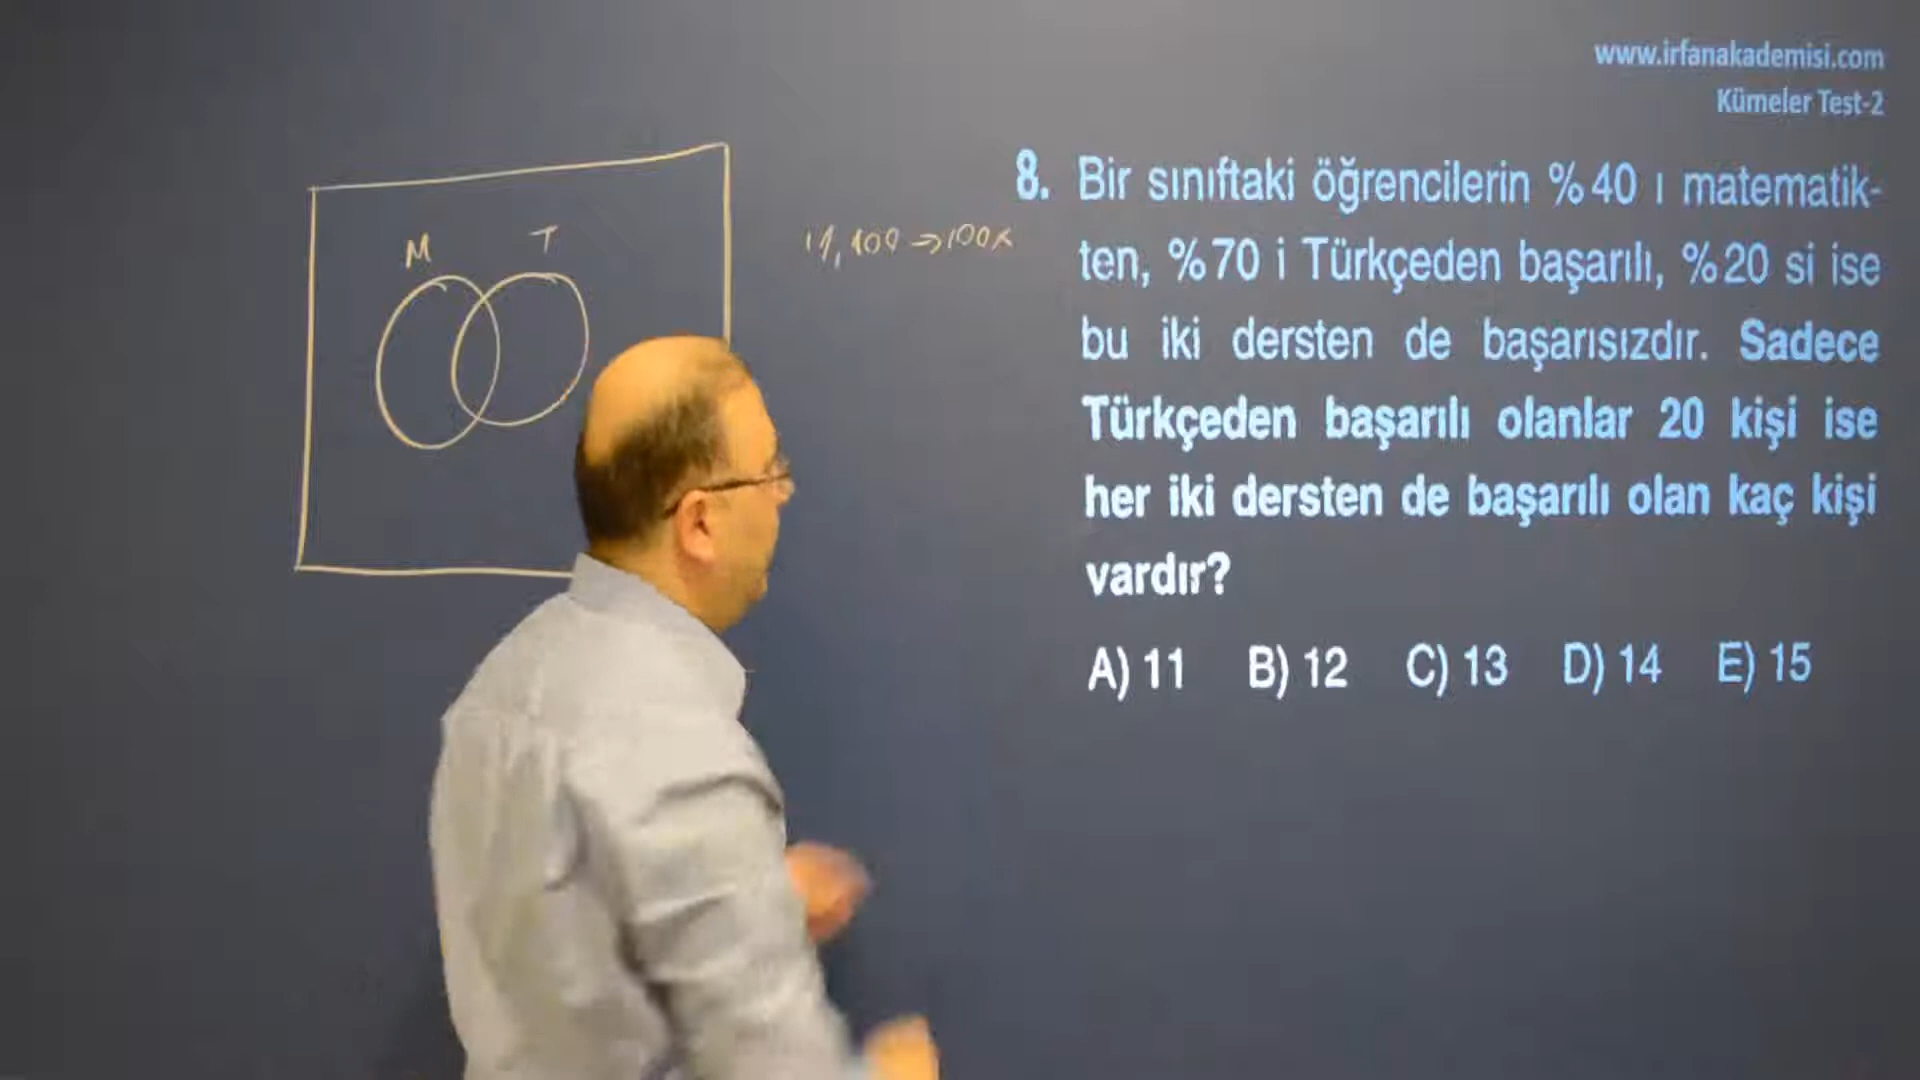 www.irfanakademisi.com
Kümeler Test-2
8. Bir sınıftaki öğrencilerin %40 ı matematik-
ten, %70 i Türkçeden başarılı, %20 si ise
bu iki dersten de başarısızdır. Sadece
Türkçeden başarılı olanlar 20 kişi ise
her iki dersten de başarılı olan kaç kişi
vardır?
A) 11 B) 12 C) 13 D) 14 E) 15
M T
% 100 → 100x